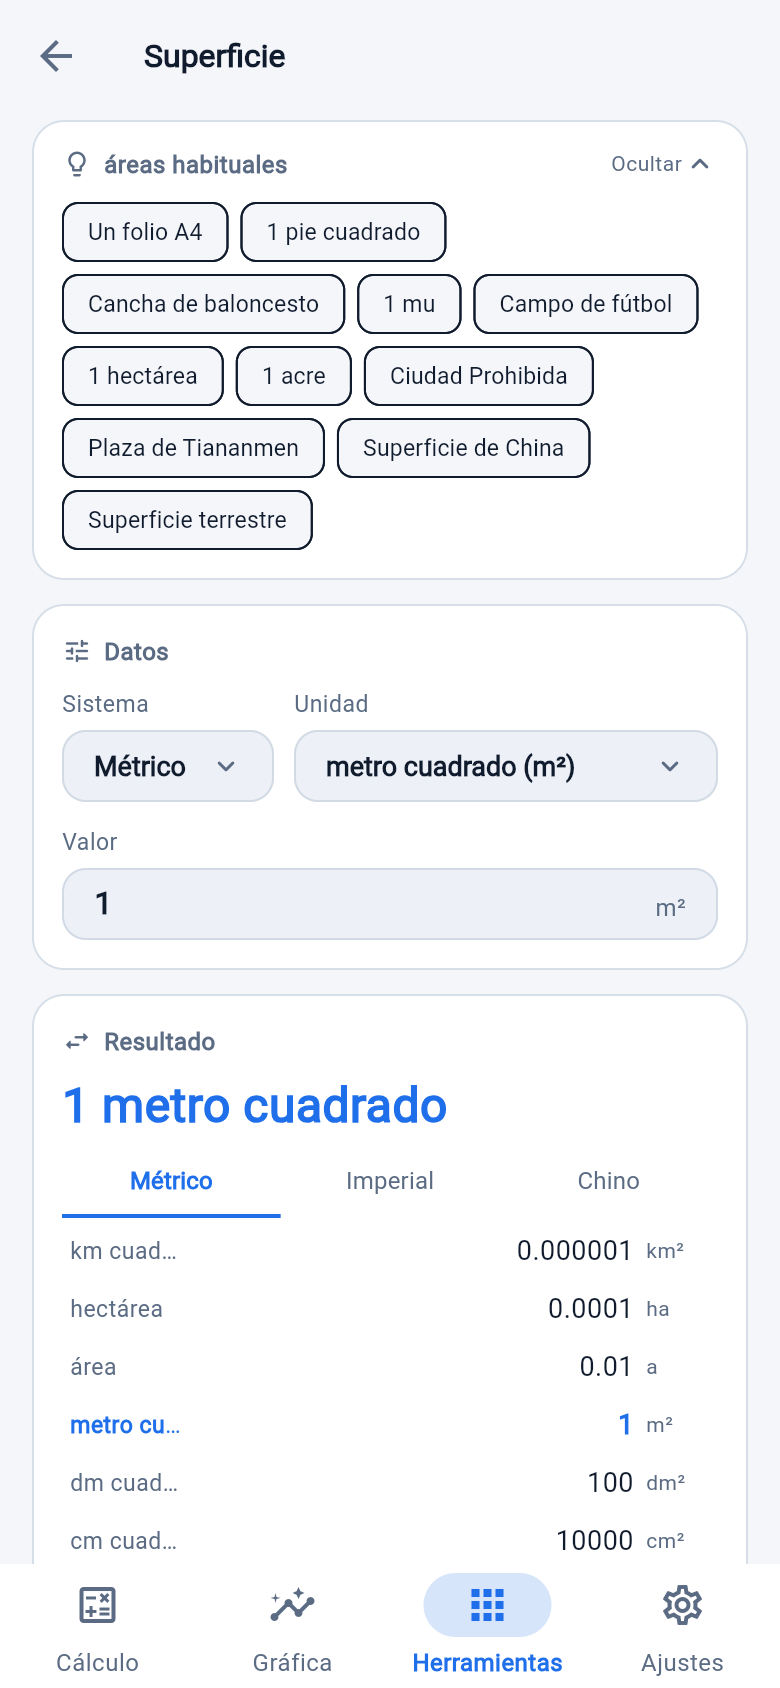 Superficie
áreas habituales
Ocultar
Un folio A4
1 pie cuadrado
Cancha de baloncesto
1 mu
Campo de fútbol
1 hectárea
1 acre
Ciudad Prohibida
Plaza de Tiananmen
Superficie de China
Superficie terrestre
Datos
Sistema
Unidad
Métrico
metro cuadrado (m²)
Valor
1 m²
Resultado
1 metro cuadrado
Métrico
Imperial
Chino
km cuad... 0.000001 km²
hectárea 0.0001 ha
área 0.01 a
metro cu... 1 m²
dm cuad... 100 dm²
cm cuad... 10000 cm²
Cálculo
Gráfica
Herramientas
Ajustes